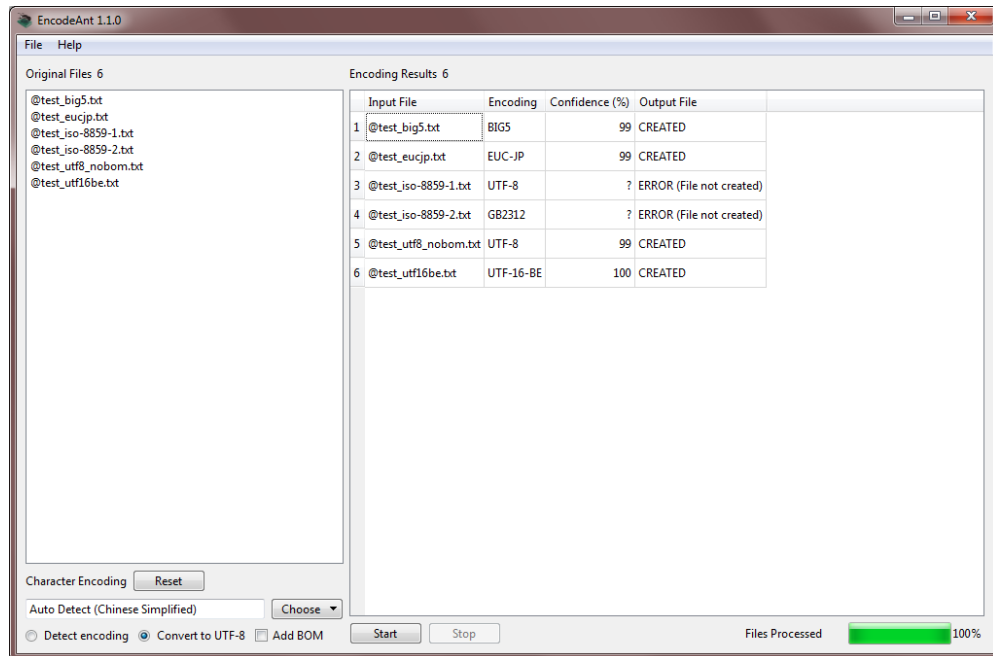 EncodeAnt 1.1.0
File Help
Original Files 6
@test_big5.txt
@test_eucjp.txt
@test_iso-8859-1.txt
@test_iso-8859-2.txt
@test_utf8_nobom.txt
@test_utf16be.txt
Character Encoding Reset
Auto Detect (Chinese Simplified) Choose
Detect encoding Convert to UTF-8 Add BOM
Encoding Results 6
Input File Encoding Confidence (%) Output File
1 @test_big5.txt BIG5 99 CREATED
2 @test_eucjp.txt EUC-JP 99 CREATED
3 @test_iso-8859-1.txt UTF-8 ? ERROR (File not created)
4 @test_iso-8859-2.txt GB2312 ? ERROR (File not created)
5 @test_utf8_nobom.txt UTF-8 99 CREATED
6 @test_utf16be.txt UTF-16-BE 100 CREATED
Start Stop Files Processed 100%